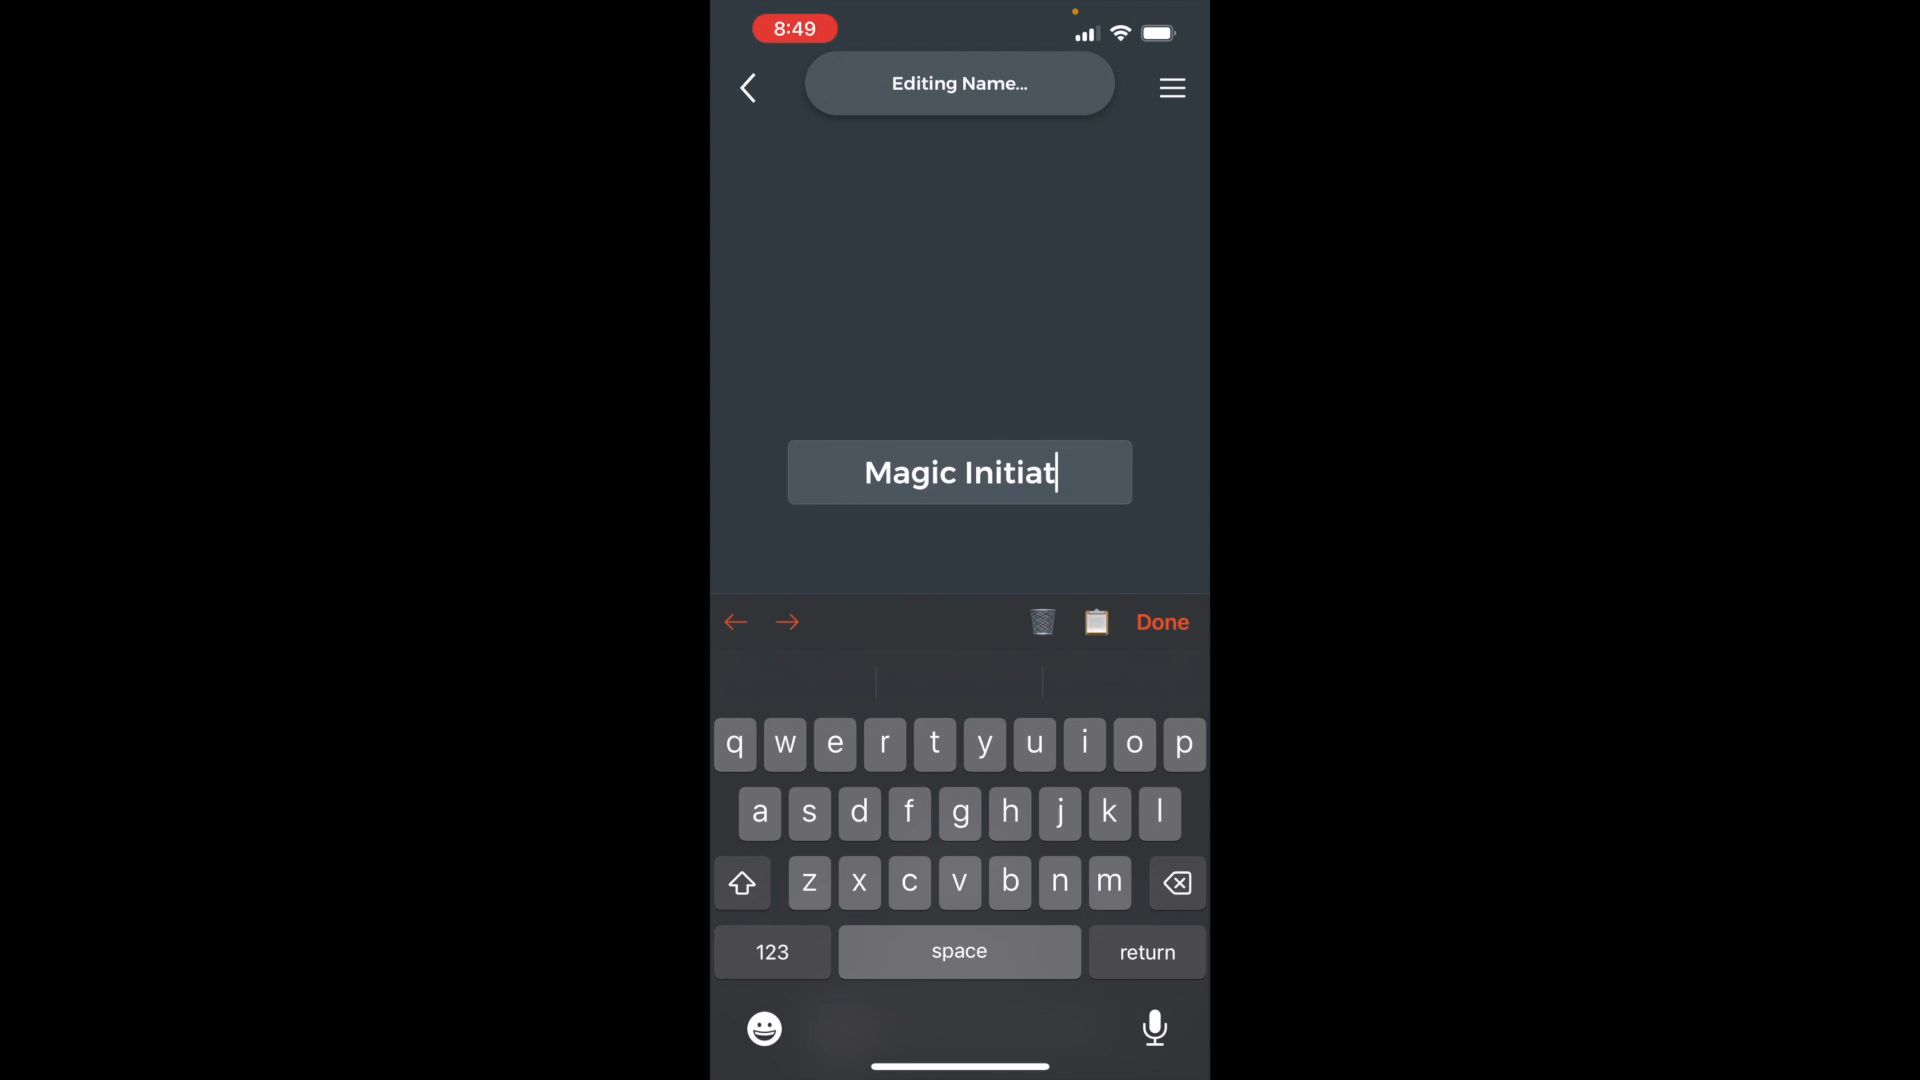 8:49
Editing Name...
Magic Initiat
Done
q w e r t y u i o p
a s d f g h j k l
z x c v b n m
123 space return